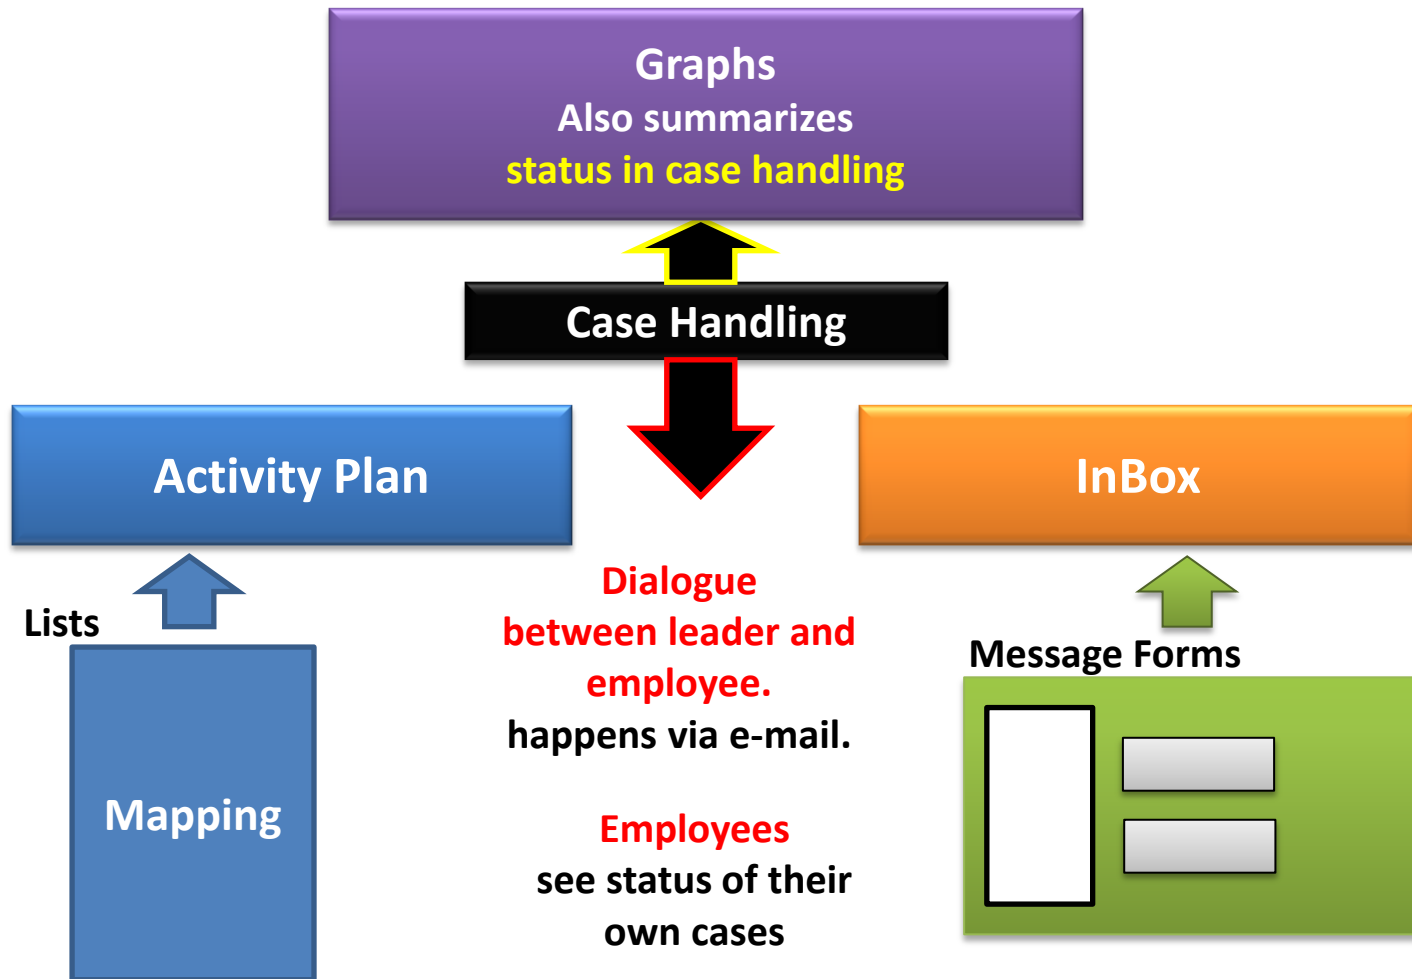 Graphs
Also summarizes
status in case handling
Case Handling
Activity Plan
InBox
Lists
Mapping
Dialogue
between leader and
employee.
happens via e-mail.
Employees
see status of their
own cases
Message Forms